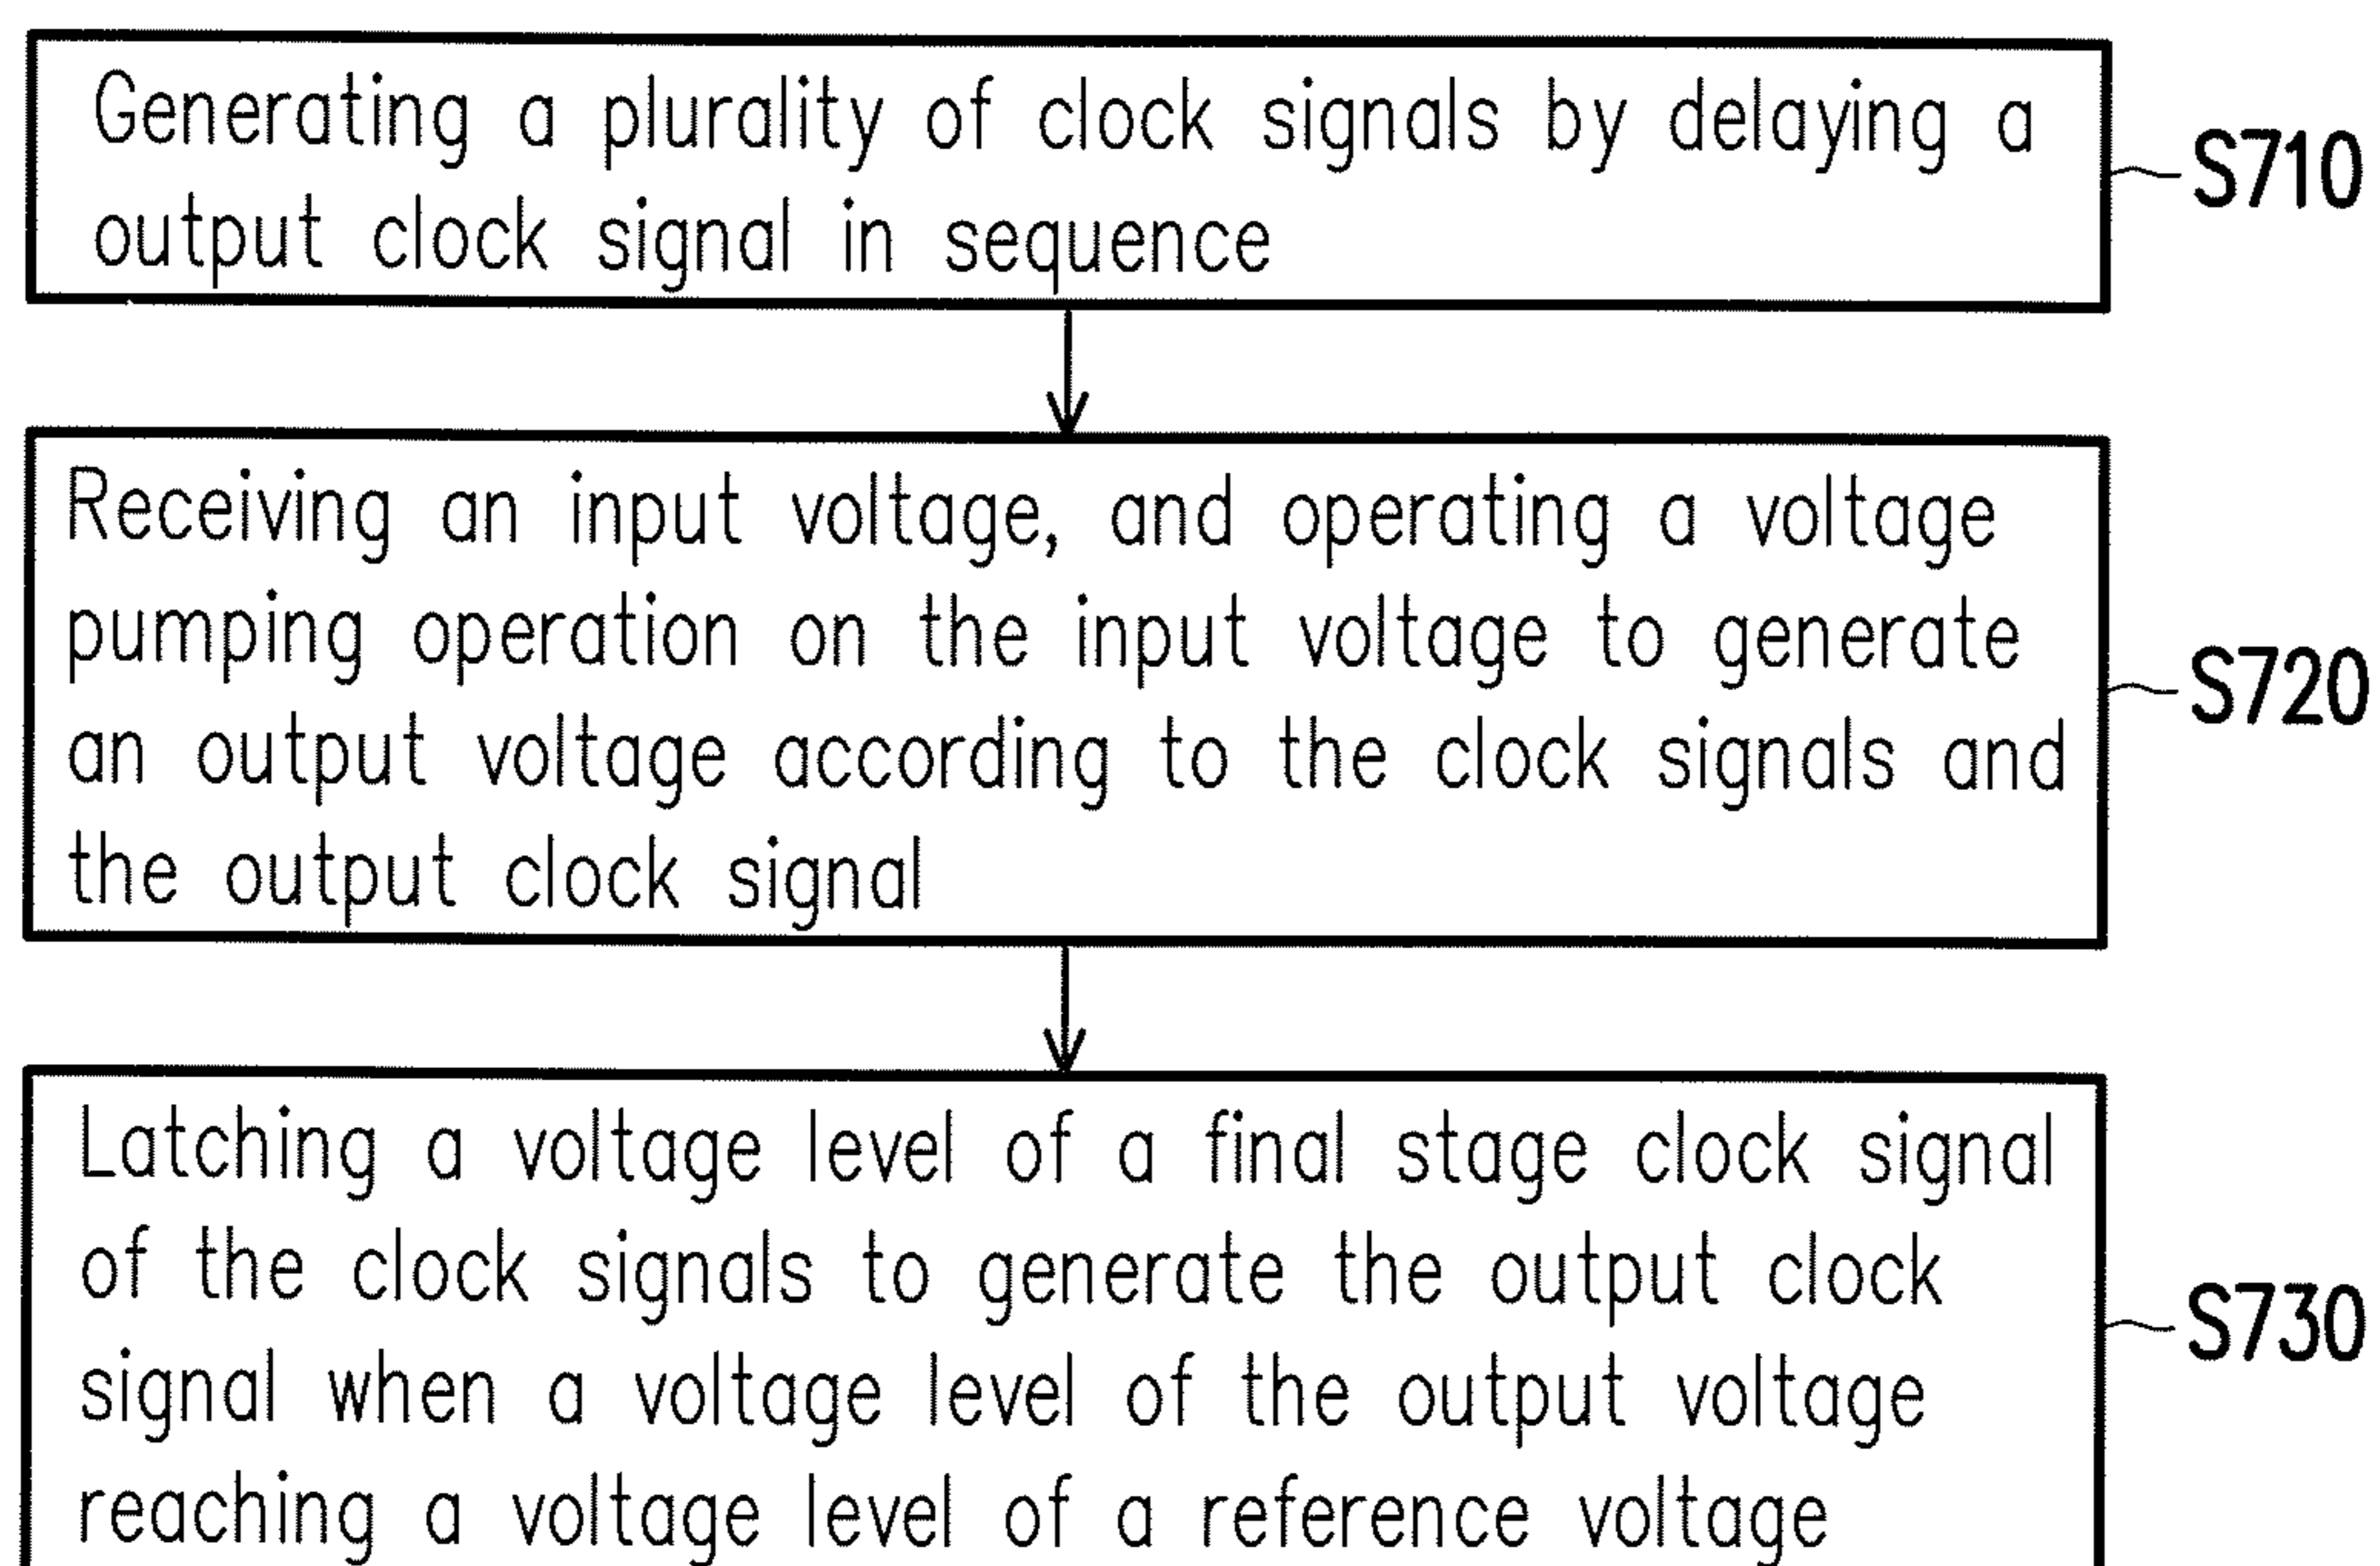 Generating a plurality of clock signals by delaying a
output clock signal in sequence
S710
Receiving an input voltage, and operating a voltage
pumping operation on the input voltage to generate
an output voltage according to the clock signals and
the output clock signal
S720
Latching a voltage level of a final stage clock signal
of the clock signals to generate the output clock
signal when a voltage level of the output voltage
reaching a voltage level of a reference voltage
S730